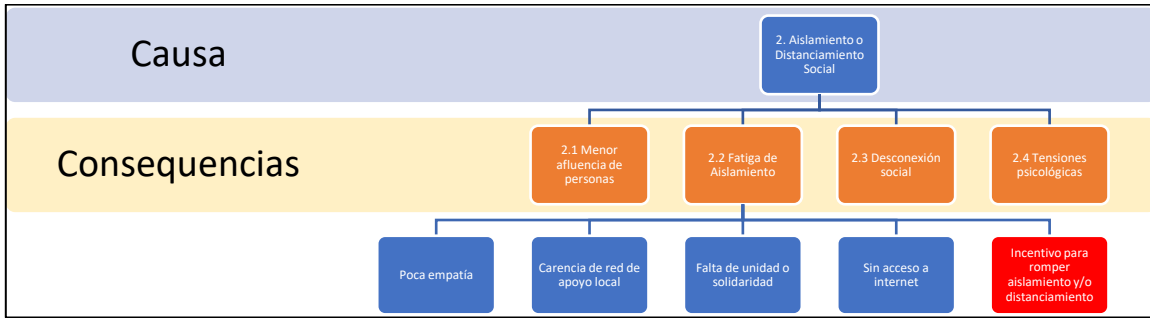 Causa
2. Aislamiento o
Distanciamiento
Social
Consequencias
2.1 Menor
afluencia de
personas
2.2 Fatiga de
Aislamiento
2.3 Desconexión
social
2.4 Tensiones
psicológicas
Poca empatía
Carencia de red de
apoyo local
Falta de unidad o
solidaridad
Sin acceso a
internet
Incentivo para
romper
aislamiento y/o
distanciamiento